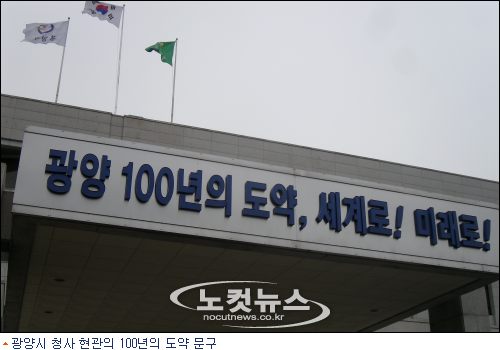 광양 100년의 도약, 세계로! 미래로!
노컷뉴스
nocutnews.co.kr
광양시 청사 현관의 100년의 도약 문구